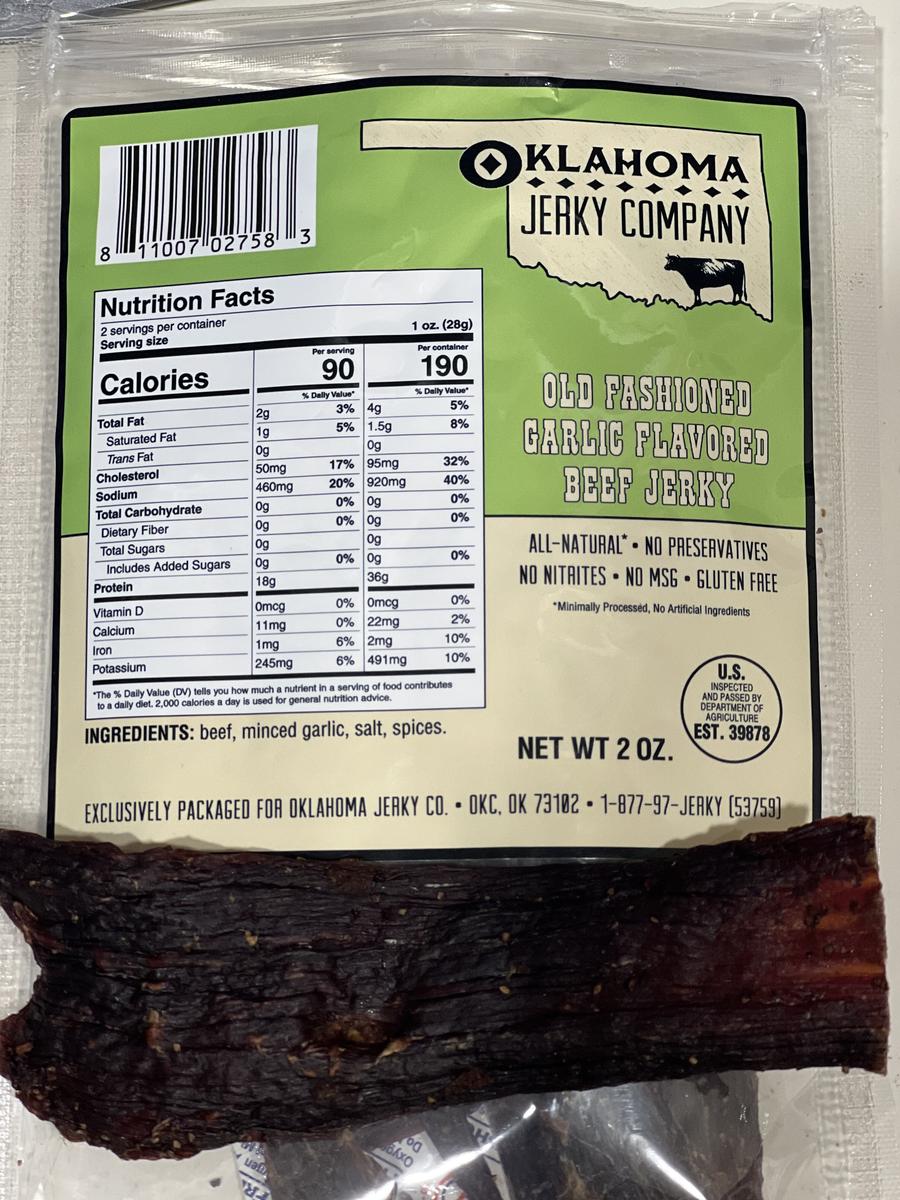 OKLAHOMA
JERKY COMPANY
8 11007 02758 3
Nutrition Facts
2 servings per container
Serving size 1 oz. (28g)
Per serving Per container
Calories 90 190
% Daily Value* % Daily Value*
Total Fat 2g 3% 4g 5%
Saturated Fat 1g 5% 1.5g 8%
Trans Fat 0g 0g
Cholesterol 50mg 17% 95mg 32%
Sodium 460mg 20% 920mg 40%
Total Carbohydrate 0g 0% 0g 0%
Dietary Fiber 0g 0% 0g 0%
Total Sugars 0g 0g
Includes Added Sugars 0g 0% 0g 0%
Protein 18g 36g
Vitamin D 0mcg 0% 0mcg 0%
Calcium 11mg 0% 22mg 2%
Iron 1mg 6% 2mg 10%
Potassium 245mg 6% 491mg 10%
*The % Daily Value (DV) tells you how much a nutrient in a serving of food contributes
to a daily diet. 2,000 calories a day is used for general nutrition advice.
INGREDIENTS: beef, minced garlic, salt, spices.
OLD FASHIONED
GARLIC FLAVORED
BEEF JERKY
ALL-NATURAL* • NO PRESERVATIVES
NO NITRITES • NO MSG • GLUTEN FREE
*Minimally Processed, No Artificial Ingredients
U.S.
INSPECTED
AND PASSED BY
DEPARTMENT OF
AGRICULTURE
EST. 39878
NET WT 2 OZ.
EXCLUSIVELY PACKAGED FOR OKLAHOMA JERKY CO. • OKC, OK 73102 • 1-877-97-JERKY (53759)